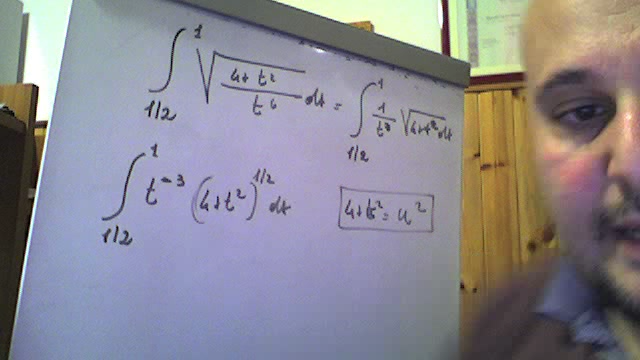 ∫_{1/2}^{1} √((4+t²)/t⁶) dt = ∫_{1/2}^{1} 1/t³ √(4+t²) dt
∫_{1/2}^{1} t⁻³ (4+t²)^{1/2} dt    4+t²=u²